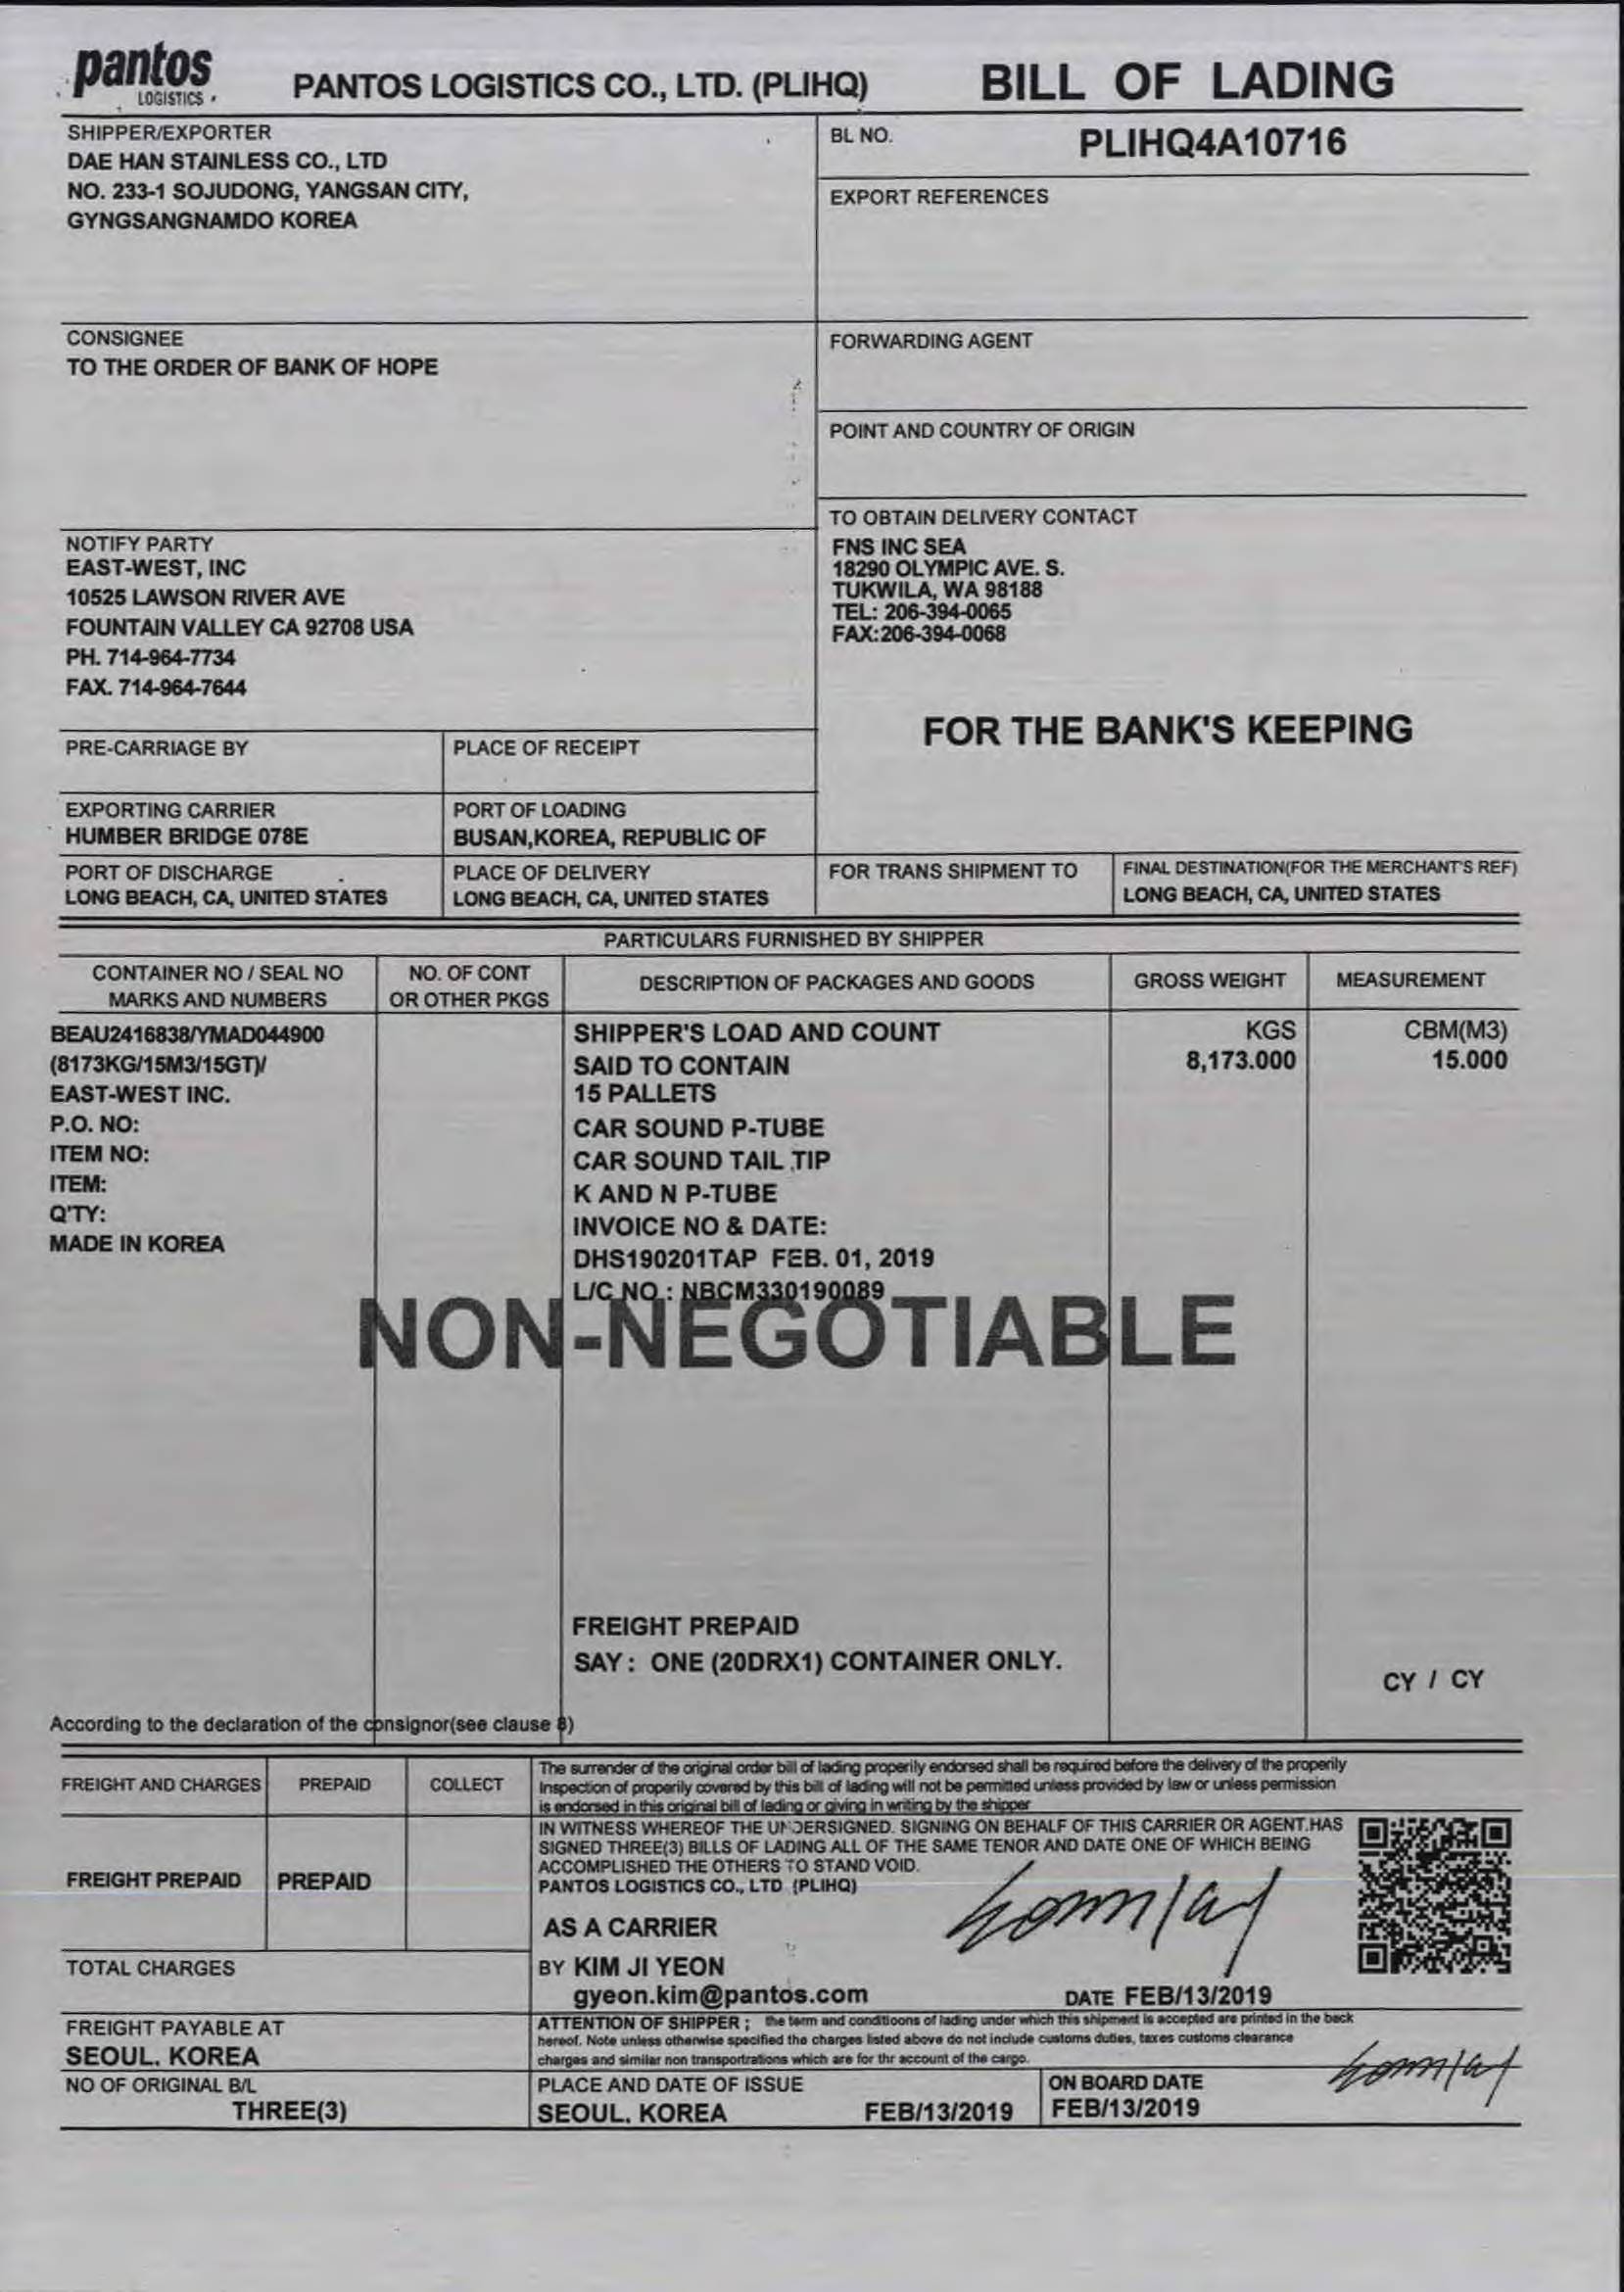 pantos
LOGISTICS
PANTOS LOGISTICS CO., LTD. (PLIHQ)
BILL OF LADING
SHIPPER/EXPORTER
DAE HAN STAINLESS CO., LTD
NO. 233-1 SOJUDONG, YANGSAN CITY,
GYNGSANGNAMDO KOREA
BL NO.
PLIHQ4A10716
EXPORT REFERENCES
CONSIGNEE
TO THE ORDER OF BANK OF HOPE
FORWARDING AGENT
POINT AND COUNTRY OF ORIGIN
NOTIFY PARTY
EAST-WEST, INC
10525 LAWSON RIVER AVE
FOUNTAIN VALLEY CA 92708 USA
PH. 714-964-7734
FAX. 714-964-7644
TO OBTAIN DELIVERY CONTACT
FNS INC SEA
18290 OLYMPIC AVE. S.
TUKWILA, WA 98188
TEL: 206-394-0065
FAX:206-394-0068
FOR THE BANK'S KEEPING
PRE-CARRIAGE BY
PLACE OF RECEIPT
EXPORTING CARRIER
HUMBER BRIDGE 078E
PORT OF LOADING
BUSAN,KOREA, REPUBLIC OF
PORT OF DISCHARGE
LONG BEACH, CA, UNITED STATES
PLACE OF DELIVERY
LONG BEACH, CA, UNITED STATES
FOR TRANS SHIPMENT TO
FINAL DESTINATION(FOR THE MERCHANT'S REF)
LONG BEACH, CA, UNITED STATES
PARTICULARS FURNISHED BY SHIPPER
CONTAINER NO / SEAL NO
MARKS AND NUMBERS
NO. OF CONT
OR OTHER PKGS
DESCRIPTION OF PACKAGES AND GOODS
GROSS WEIGHT
MEASUREMENT
BEAU2416838/YMAD044900
(8173KG/15M3/15GT)/
EAST-WEST INC.
P.O. NO:
ITEM NO:
ITEM:
Q'TY:
MADE IN KOREA
SHIPPER'S LOAD AND COUNT
SAID TO CONTAIN
15 PALLETS
CAR SOUND P-TUBE
CAR SOUND TAIL TIP
K AND N P-TUBE
INVOICE NO & DATE:
DHS190201TAP FEB. 01, 2019
L/C NO : NBCM330190089
KGS
8,173.000
CBM(M3)
15.000
NON-NEGOTIABLE
FREIGHT PREPAID
SAY : ONE (20DRX1) CONTAINER ONLY.
CY / CY
According to the declaration of the consignor(see clause 8)
FREIGHT AND CHARGES
PREPAID
COLLECT
The surrender of the original order bill of lading properily endorsed shall be required before the delivery of the properily
Inspection of properily covered by this bill of lading will not be permitted unless provided by law or unless permission
is endorsed in this original bill of leding or giving in writing by the shipper
FREIGHT PREPAID
PREPAID
IN WITNESS WHEREOF THE UNDERSIGNED. SIGNING ON BEHALF OF THIS CARRIER OR AGENT.HAS
SIGNED THREE(3) BILLS OF LADING ALL OF THE SAME TENOR AND DATE ONE OF WHICH BEING
ACCOMPLISHED THE OTHERS TO STAND VOID.
PANTOS LOGISTICS CO., LTD (PLIHQ)
AS A CARRIER
TOTAL CHARGES
BY KIM JI YEON
gyeon.kim@pantos.com
DATE FEB/13/2019
FREIGHT PAYABLE AT
SEOUL. KOREA
ATTENTION OF SHIPPER ; the term and conditioons of lading under which this shipment is accepted are printed in the back
hereof. Note unless otherwise specified the charges listed above do not include customs duties, taxes customs clearance
charges and similar non transportrations which are for thr account of the cargo.
NO OF ORIGINAL B/L
THREE(3)
PLACE AND DATE OF ISSUE
SEOUL. KOREA FEB/13/2019
ON BOARD DATE
FEB/13/2019